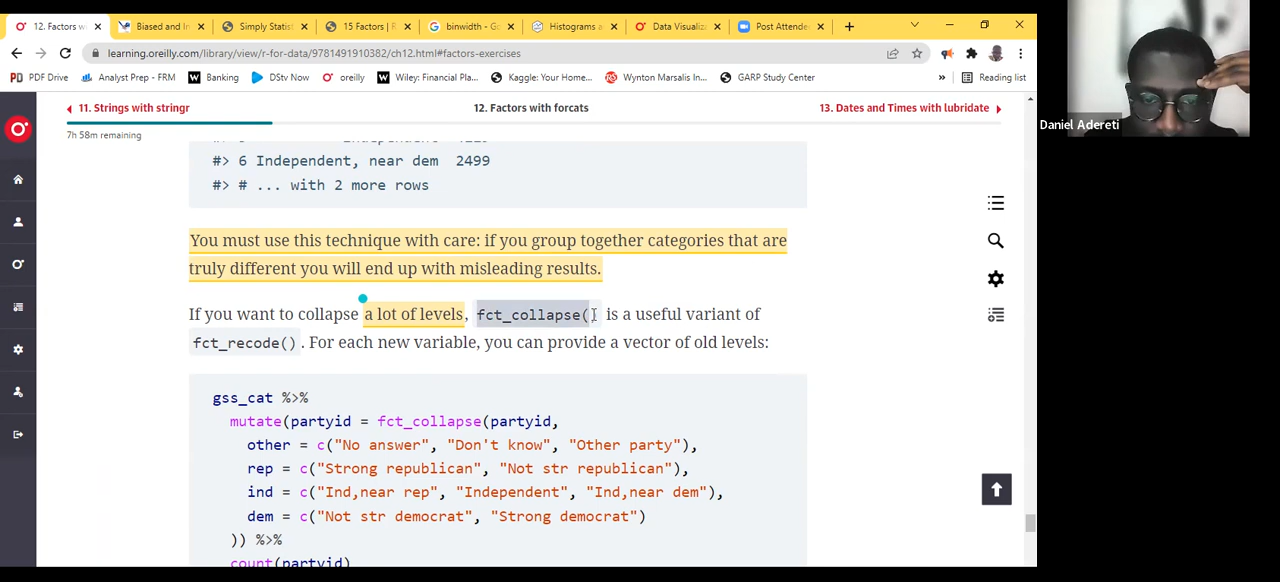 12. Factors w
Biased and In
Simply Statist
15 Factors | R
binwidth - Go
Histograms a
Data Visualiz
Post Attende
learning.oreilly.com/library/view/r-for-data/9781491910382/ch12.html#factors-exercises
PDF Drive
Analyst Prep - FRM
Banking
DStv Now
oreilly
Wiley: Financial Pla...
Kaggle: Your Home...
Wynton Marsalis in...
GARP Study Center
»
Reading list
11. Strings with stringr
12. Factors with forcats
13. Dates and Times with lubridate
7h 58m remaining
#> 6 Independent, near dem 2499
#> # ... with 2 more rows
You must use this technique with care: if you group together categories that are
truly different you will end up with misleading results.
If you want to collapse a lot of levels, fct_collapse() is a useful variant of
fct_recode(). For each new variable, you can provide a vector of old levels:
gss_cat %>%
mutate(partyid = fct_collapse(partyid,
other = c("No answer", "Don't know", "Other party"),
rep = c("Strong republican", "Not str republican"),
ind = c("Ind,near rep", "Independent", "Ind,near dem"),
dem = c("Not str democrat", "Strong democrat")
)) %>%
count(partyid)
Daniel Adereti